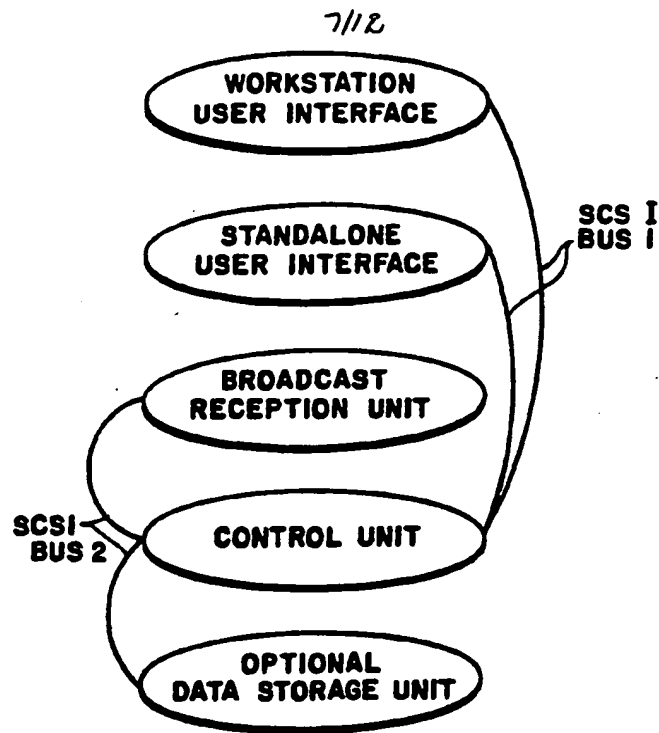 7/12
WORKSTATION
USER INTERFACE
STANDALONE
USER INTERFACE
SCS I
BUS 1
BROADCAST
RECEPTION UNIT
CONTROL UNIT
SCSI
BUS 2
OPTIONAL
DATA STORAGE UNIT